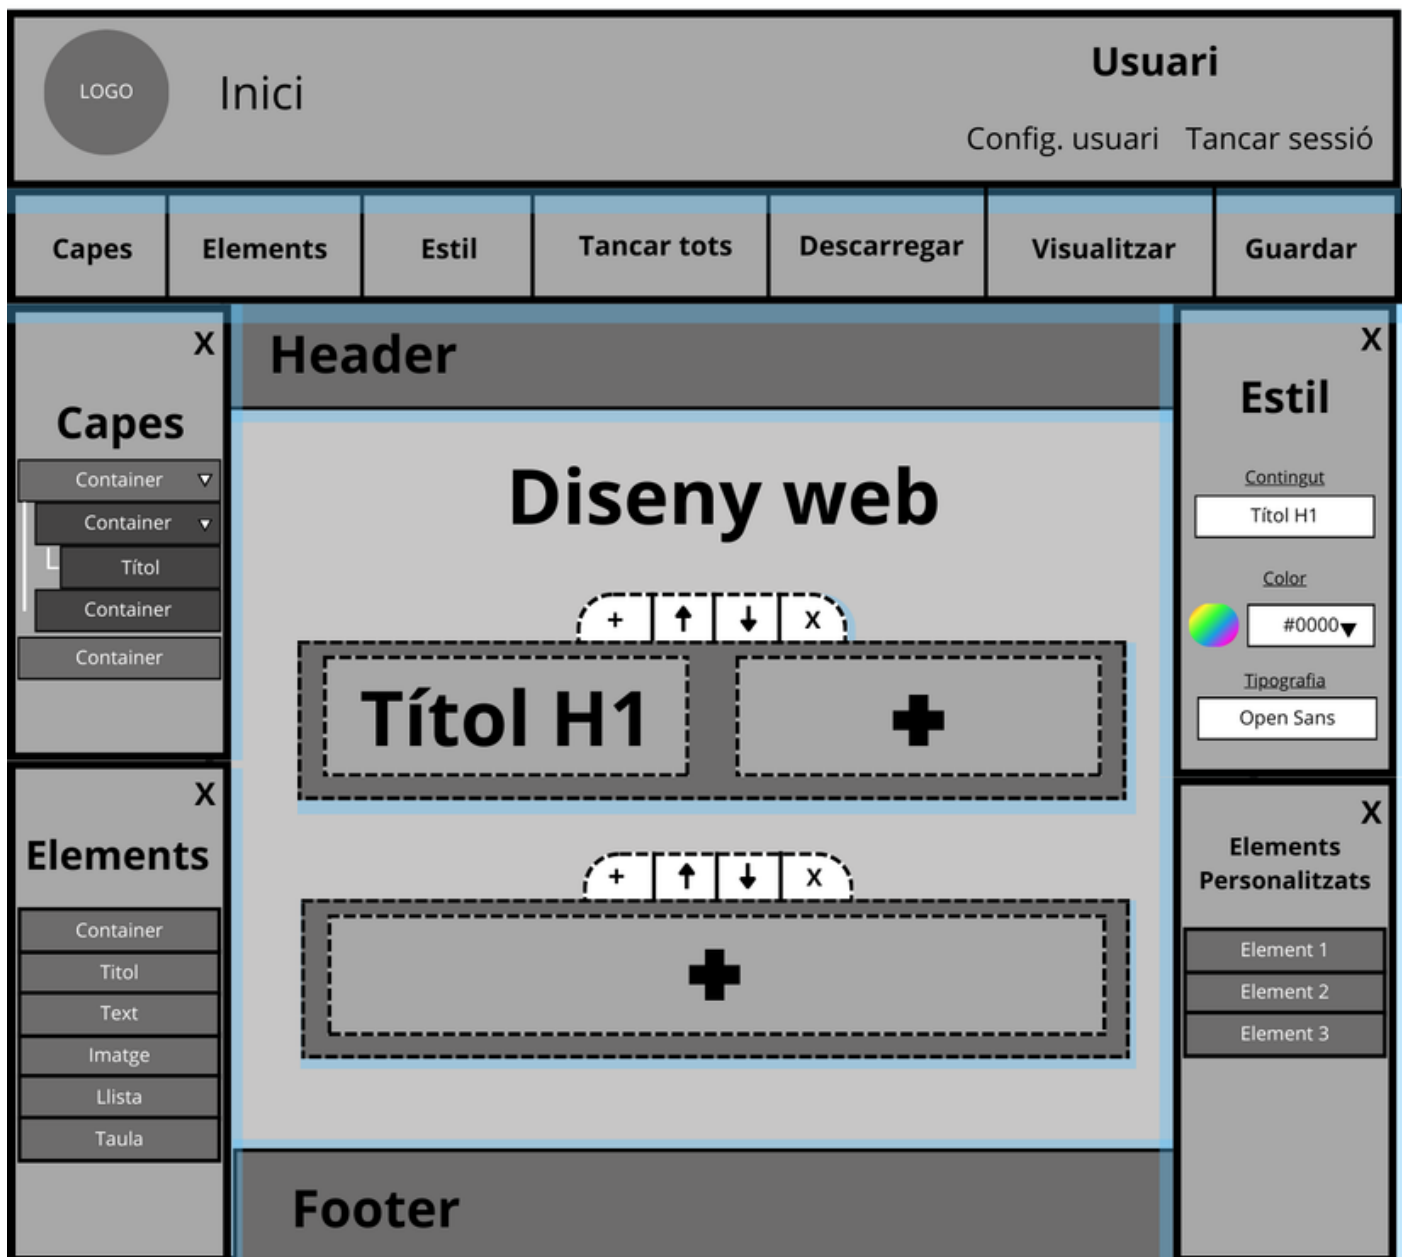 LOGO
Inici
Usuari
Config. usuari Tancar sessió
Capes Elements Estil Tancar tots Descarregar Visualitzar Guardar
X
Capes
Container
Container
Títol
Container
Container
X
Elements
Container
Titol
Text
Imatge
Llista
Taula
Header
Diseny web
+ ↑ ↓ X
Títol H1 +
+ ↑ ↓ X
+
Footer
X
Estil
Contingut
Títol H1
Color
#0000
Tipografia
Open Sans
X
Elements
Personalitzats
Element 1
Element 2
Element 3